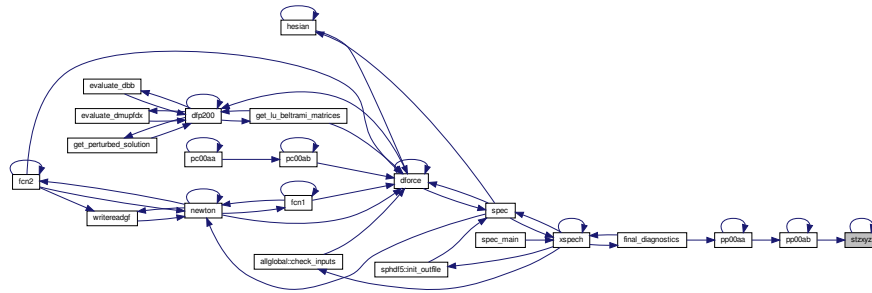 hesian
evaluate_dbb
evaluate_dmupfdx
dfp200
get_lu_beltrami_matrices
get_perturbed_solution
pc00aa
pc00ab
fcn2
dforce
fcn1
newton
writereadgf
spec
spec_main
xspech
final_diagnostics
pp00aa
pp00ab
stzxyz
allglobal::check_inputs
sphdf5::init_outfile